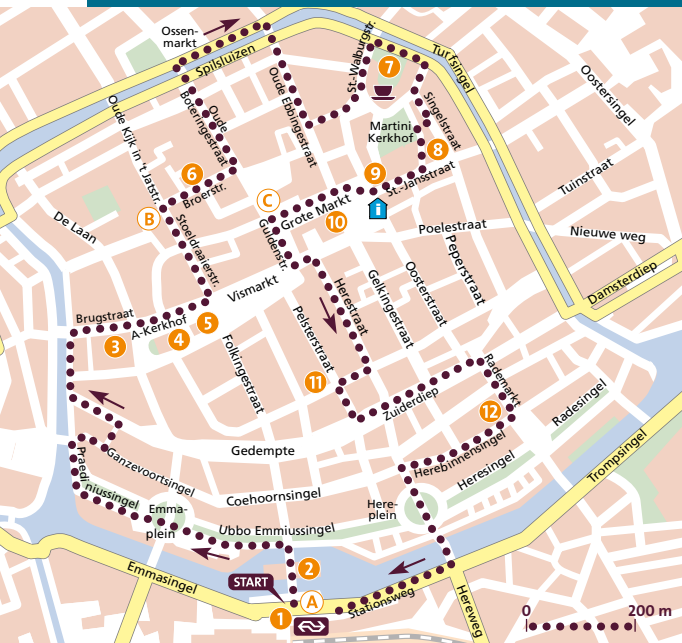 Ossen-
markt
Spilsluizen
St.-Walburgstr.
Turfsingel
7
Oostersingel
Oude Kijk in 't Jatstr.
Oude
Boteringestraat
Oude Ebbingestraat
Singelstraat
Martini
Kerkhof
8
Tuinstraat
6
Broerstr.
9
St.-Jansstraat
C
B
De Laan
Grote Markt
10
i
Poelestraat
Nieuwe weg
Stoeldraaierstr.
Guldenstr.
Peperstraat
Damsterdiep
Vismarkt
Herestraat
Gelkingestraat
Oosterstraat
Brugstraat
A-Kerkhof
5
3
4
Folkingestraat
Pelsterstraat
11
Zuiderdiep
Rademarkt
12
Radesingel
Gedempte
Herebinnensingel
Heresingel
Trompsingel
Praedi
niussingel
Ganzevoortsingel
Coehoornsingel
Emma-
plein
Here-
plein
Ubbo Emmiussingel
Emmasingel
2
START
A
1
Stationsweg
Hereweg
0
200 m